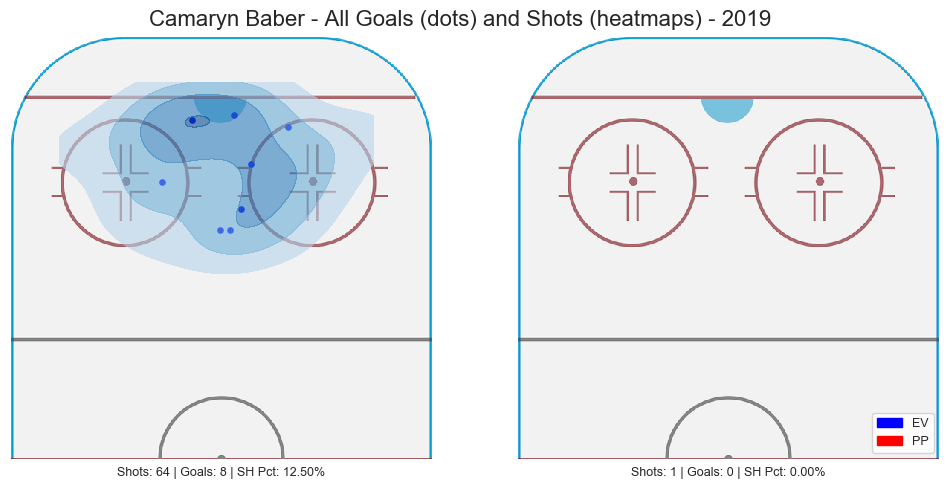 Camaryn Baber - All Goals (dots) and Shots (heatmaps) - 2019
EV
PP
Shots: 64 | Goals: 8 | SH Pct: 12.50%
Shots: 1 | Goals: 0 | SH Pct: 0.00%